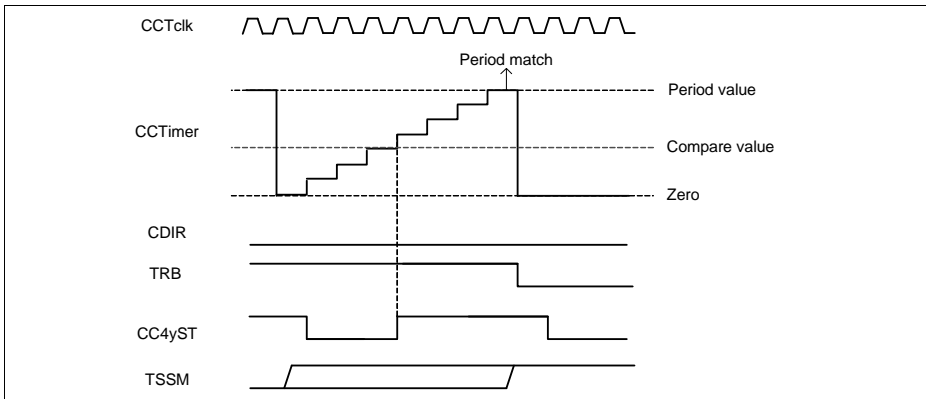 CCTclk
Period match
Period value
CCTimer
Compare value
Zero
CDIR
TRB
CC4yST
TSSM